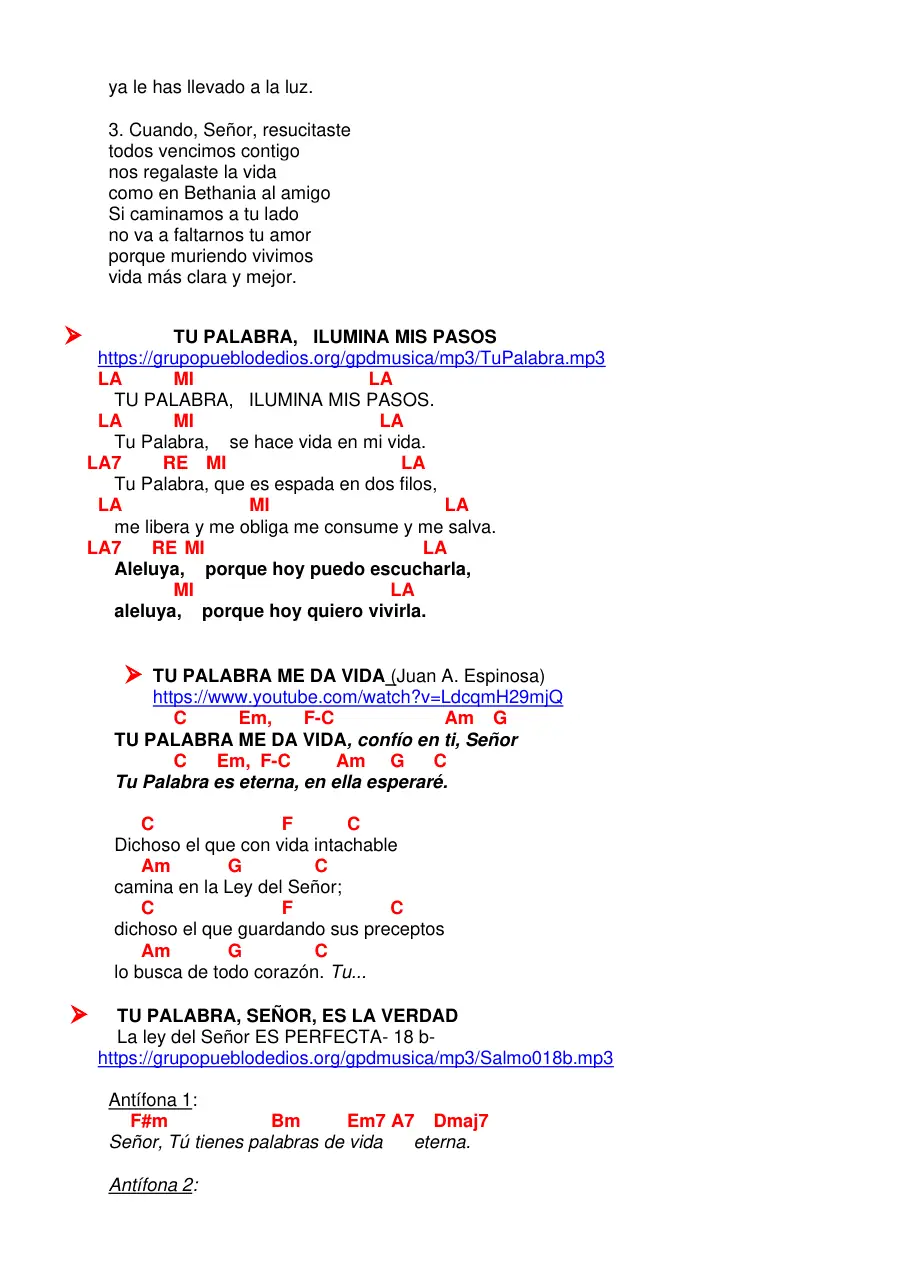 ya le has llevado a la luz.
3. Cuando, Señor, resucitaste
todos vencimos contigo
nos regalaste la vida
como en Bethania al amigo
Si caminamos a tu lado
no va a faltarnos tu amor
porque muriendo vivimos
vida más clara y mejor.
TU PALABRA, ILUMINA MIS PASOS
https://grupopueblodedios.org/gpdmusica/mp3/TuPalabra.mp3
LA MI LA
TU PALABRA, ILUMINA MIS PASOS.
LA MI LA
Tu Palabra, se hace vida en mi vida.
LA7 RE MI LA
Tu Palabra, que es espada en dos filos,
LA MI LA
me libera y me obliga me consume y me salva.
LA7 RE MI LA
Aleluya, porque hoy puedo escucharla,
MI LA
aleluya, porque hoy quiero vivirla.
TU PALABRA ME DA VIDA (Juan A. Espinosa)
https://www.youtube.com/watch?v=LdcqmH29mjQ
C Em, F-C Am G
TU PALABRA ME DA VIDA, confío en ti, Señor
C Em, F-C Am G C
Tu Palabra es eterna, en ella esperaré.
C F C
Dichoso el que con vida intachable
Am G C
camina en la Ley del Señor;
C F C
dichoso el que guardando sus preceptos
Am G C
lo busca de todo corazón. Tu...
TU PALABRA, SEÑOR, ES LA VERDAD
La ley del Señor ES PERFECTA- 18 b-
https://grupopueblodedios.org/gpdmusica/mp3/Salmo018b.mp3
Antífona 1:
F#m Bm Em7 A7 Dmaj7
Señor, Tú tienes palabras de vida eterna.
Antífona 2: